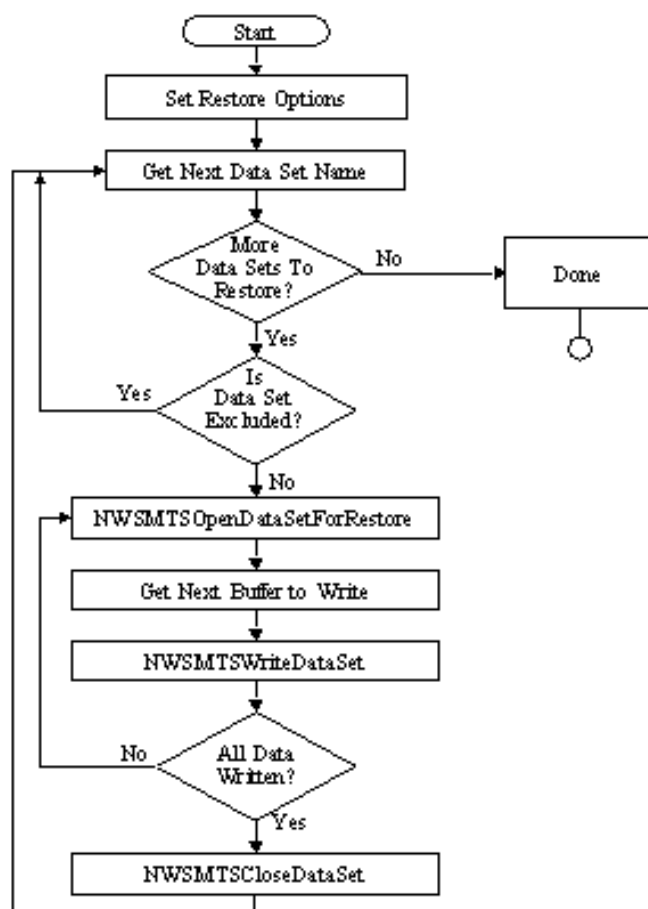 Start
Set Restore Options
Get Next Data Set Name
More
Data Sets To
Restore?
No
Done
Yes
Is
Data Set
Excluded?
Yes
No
NWSMTSOpenDataSetForRestore
Get Next Buffer to Write
NWSMTSWriteDataSet
All Data
Written?
No
Yes
NWSMTSCloseDataSet